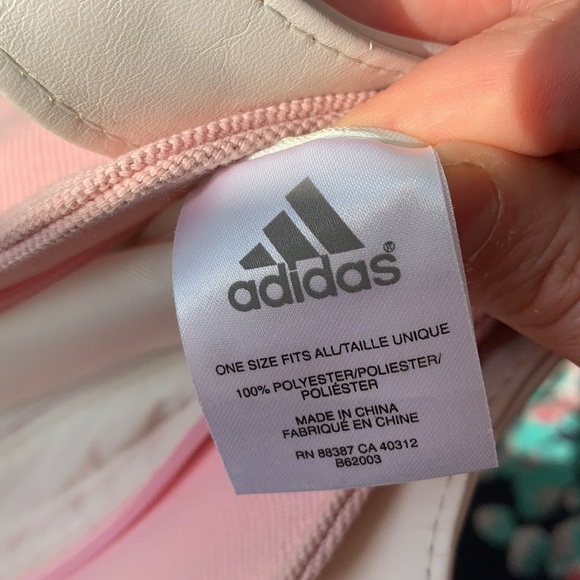 adidas®
ONE SIZE FITS ALL/TAILLE UNIQUE
100% POLYESTER/POLIESTER/
POLIÉSTER
MADE IN CHINA
FABRIQUÉ EN CHINE
RN 88387 CA 40312
B62003